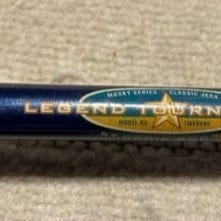 MUSKY SERIES - CLASSIC JERK
LEGEND TOURN
MODEL NO.